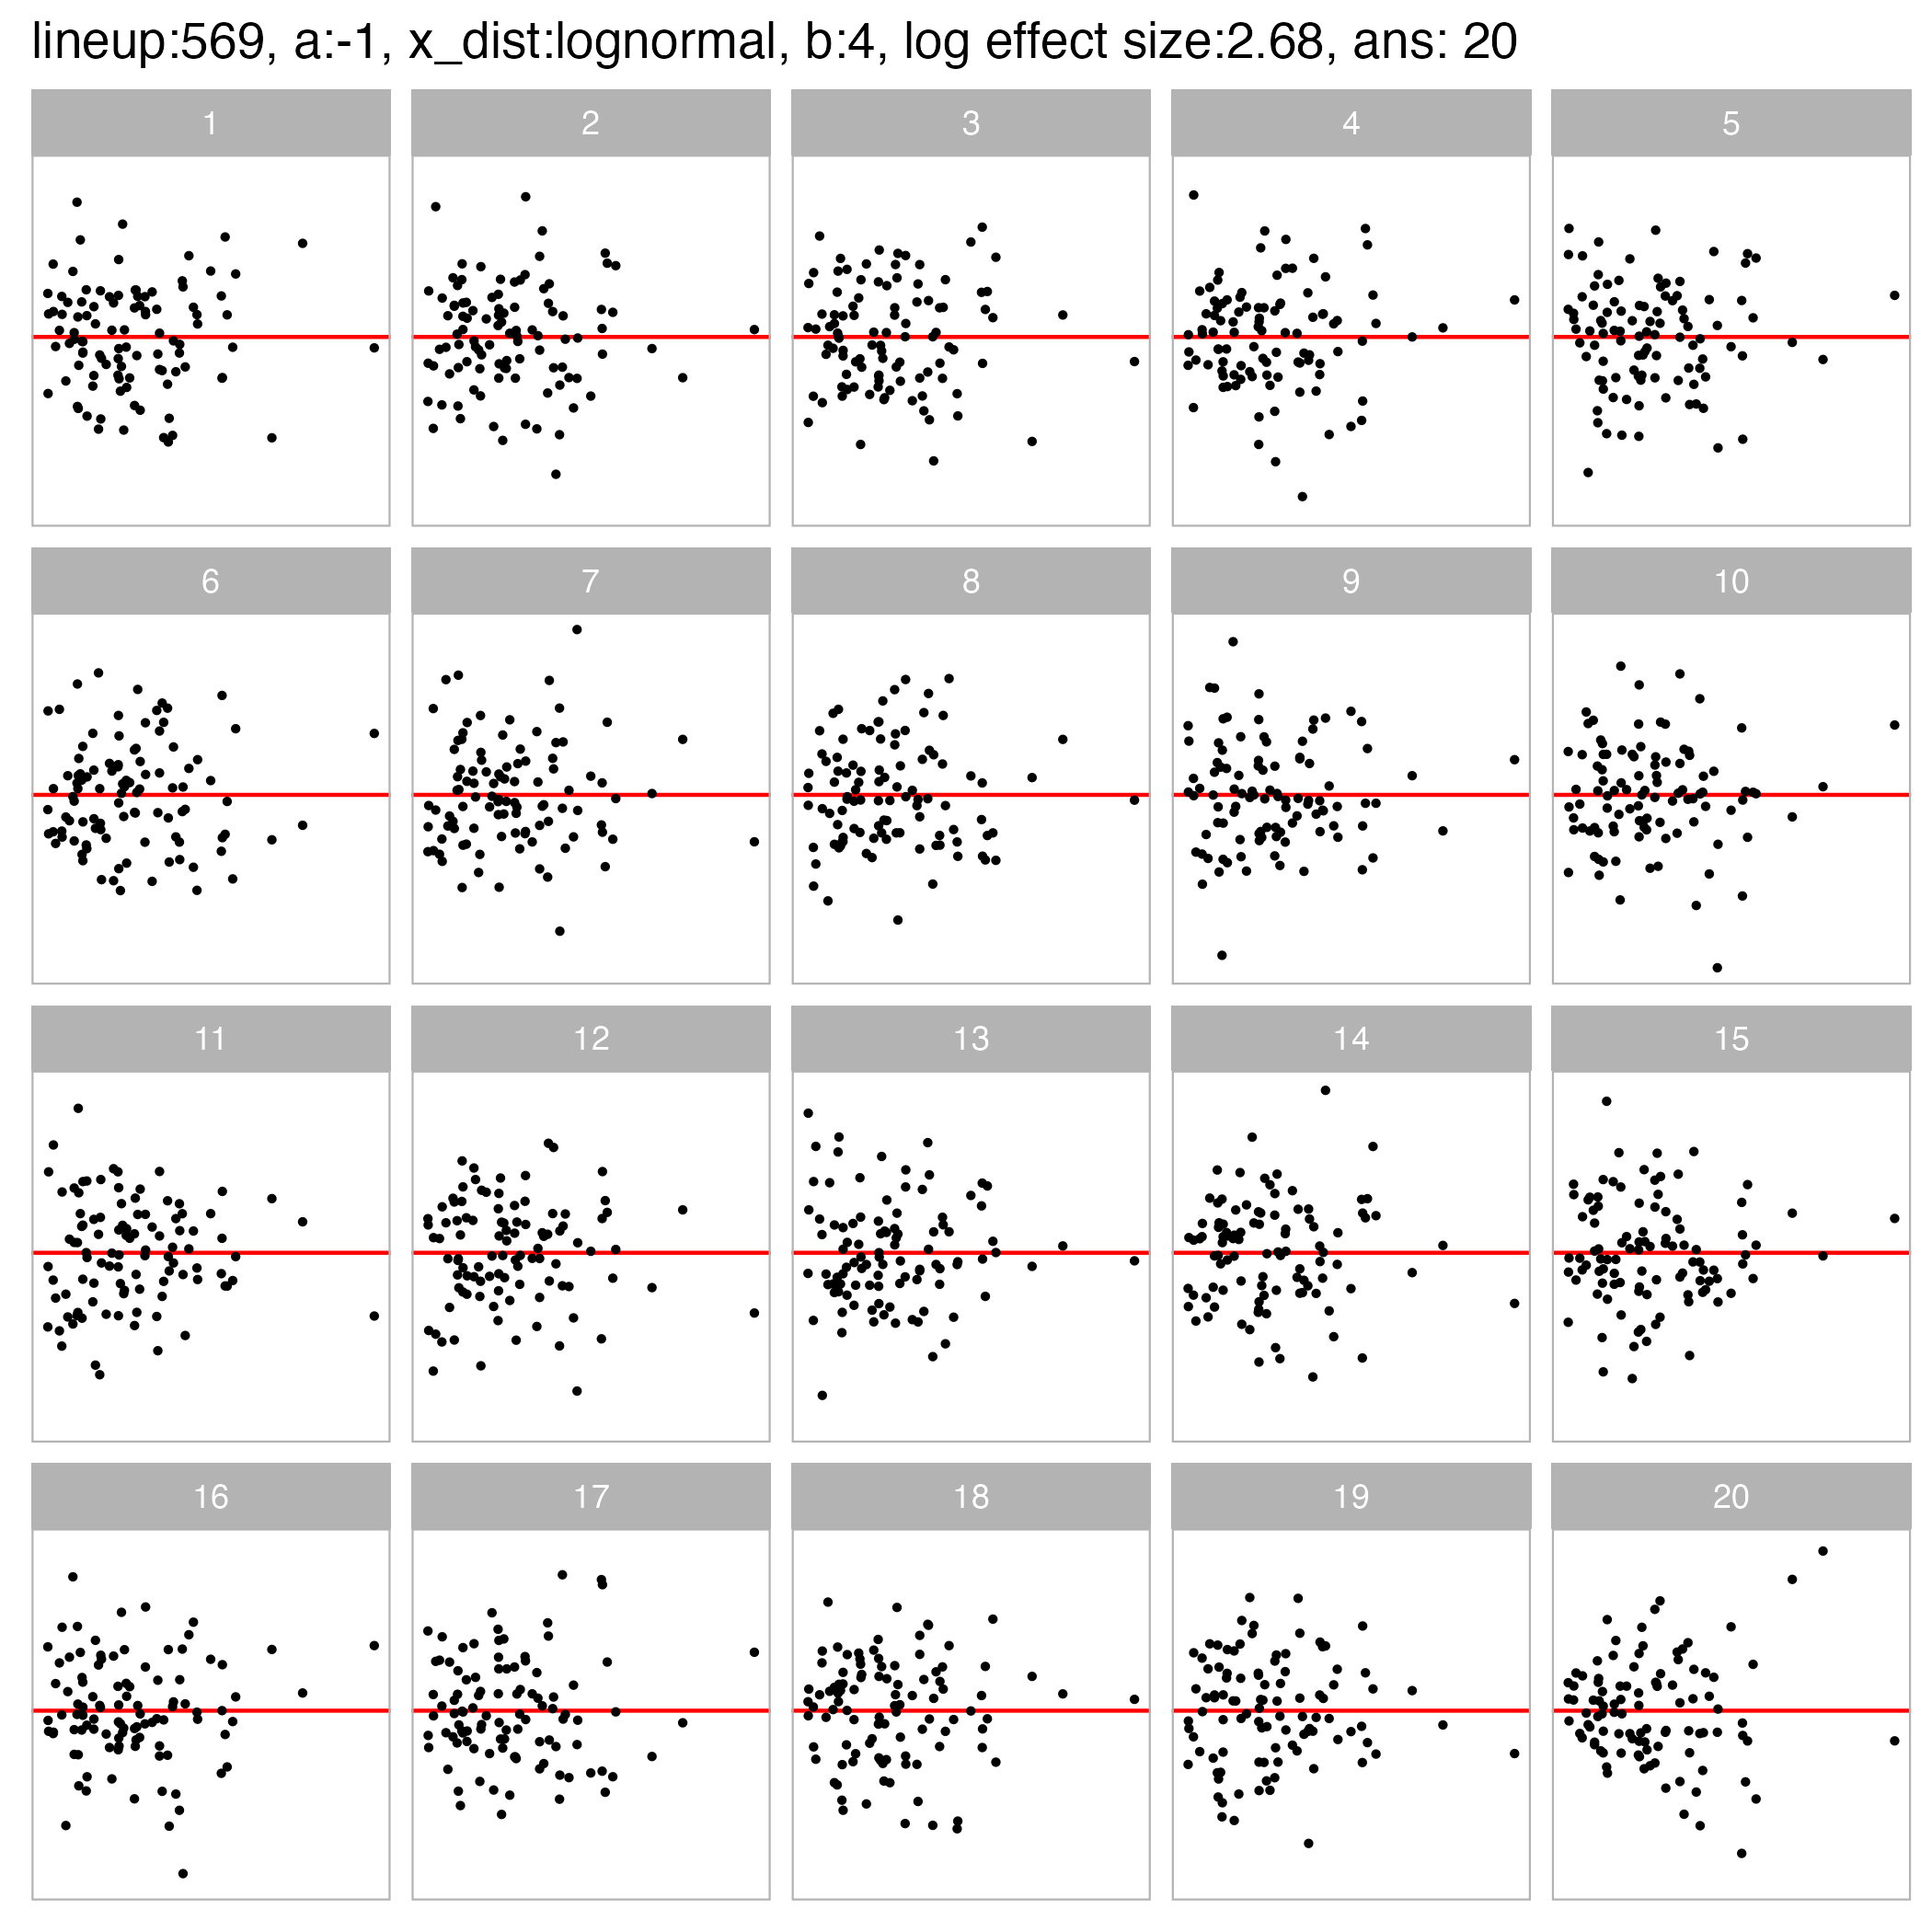 lineup:569, a:-1, x_dist:lognormal, b:4, log effect size:2.68, ans: 20
1 2 3 4 5
6 7 8 9 10
11 12 13 14 15
16 17 18 19 20